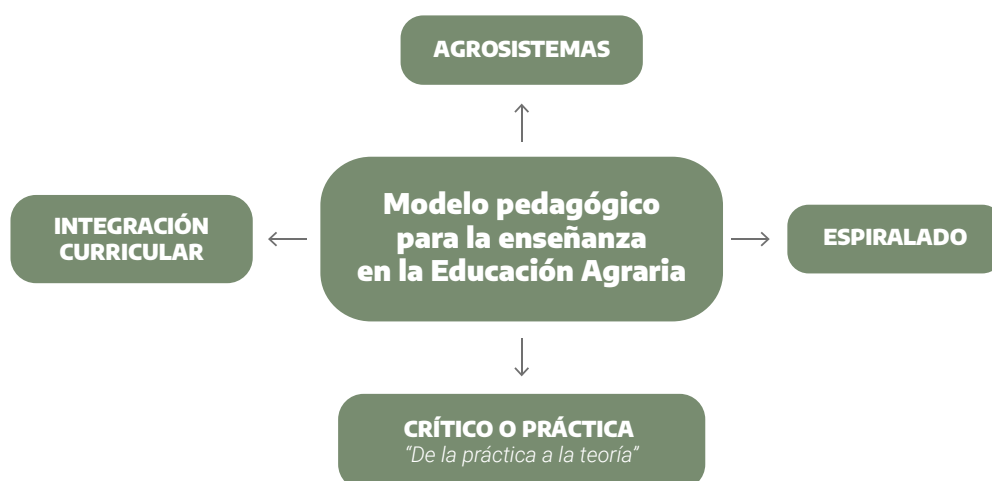 AGROSISTEMAS
Modelo pedagógico
para la enseñanza
en la Educación Agraria
INTEGRACIÓN
CURRICULAR
ESPIRALADO
CRÍTICO O PRÁCTICA
“De la práctica a la teoría”